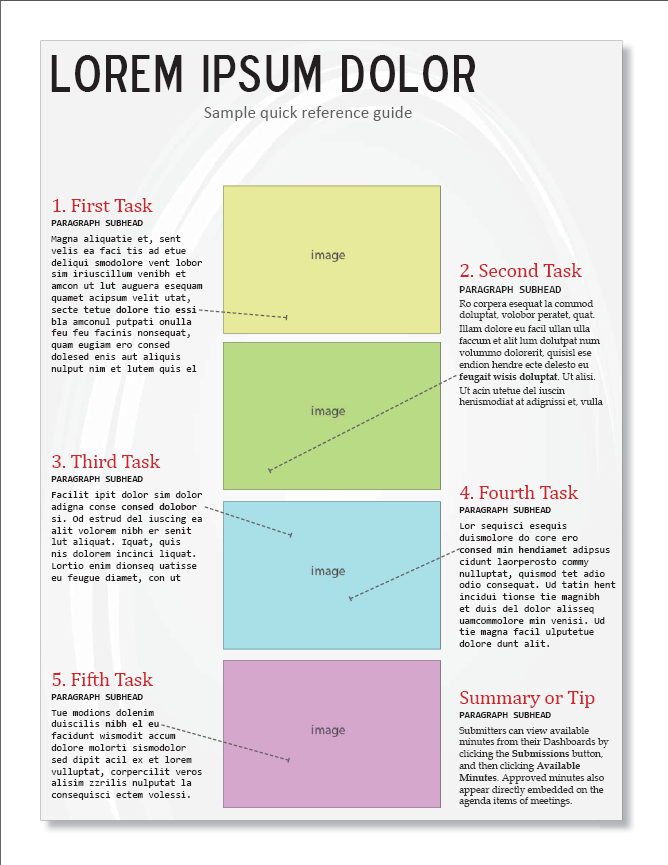 LOREM IPSUM DOLOR
Sample quick reference guide
1. First Task
PARAGRAPH SUBHEAD
Magna aliquatie et, sent
velis ea faci tis ad etue
deliqui smodolore vent lobor
sim iriuscillum venibh et
amcon ut lut auguera esequam
quamet acipsum velit utat,
secte tetue dolore tio essi
bla amconul putpati onulla
feu feu facinis nonsequat,
quam eugiam ero consed
dolesed enis aut aliquis
nulput nim et lutem quis el
image
2. Second Task
PARAGRAPH SUBHEAD
Ro corpera esequat la commod
doluptat, volobor peratet, quat.
Illam dolore eu facil ullan ulla
faccum et alit lum dolutpat num
volummo dolorerit, quisisl ese
endion hendre ecte delesto eu
feugait wisis doluptat. Ut alisi.
Ut acin utetue del iuscin
henismodiat at adignissi et, vulla
image
3. Third Task
PARAGRAPH SUBHEAD
Facilit ipit dolor sim dolor
adigna conse consed dolobor
si. Od estrud del iuscing ea
alit volorem nibh er senit
lut aliquat. Iquat, quis
nis dolorem incinci liquat.
Lortio enim dionseq uatisse
eu feugue diamet, con ut
image
4. Fourth Task
PARAGRAPH SUBHEAD
Lor sequisci esequis
duismolore do core ero
consed min hendiamet adipsus
cidunt laorperosto commy
nulluptat, quismod tet adio
odio consequat. Ud tatin hent
incidui tionse tie magnibh
et duis del dolor alisseq
uamcommolore min venisi. Ud
tie magna facil ulputetue
dolore dunt alit.
5. Fifth Task
PARAGRAPH SUBHEAD
Tue modions dolenim
duiscilis nibh el eu
facidunt wismodit accum
dolore molorti sismodolor
sed dipit acil ex et lorem
vulluptat, corpercilit veros
alisim zzrilis nulputat la
consequisci ectem volessi.
image
Summary or Tip
PARAGRAPH SUBHEAD
Submitters can view available
minutes from their Dashboards by
clicking the Submissions button,
and then clicking Available
Minutes. Approved minutes also
appear directly embedded on the
agenda items of meetings.